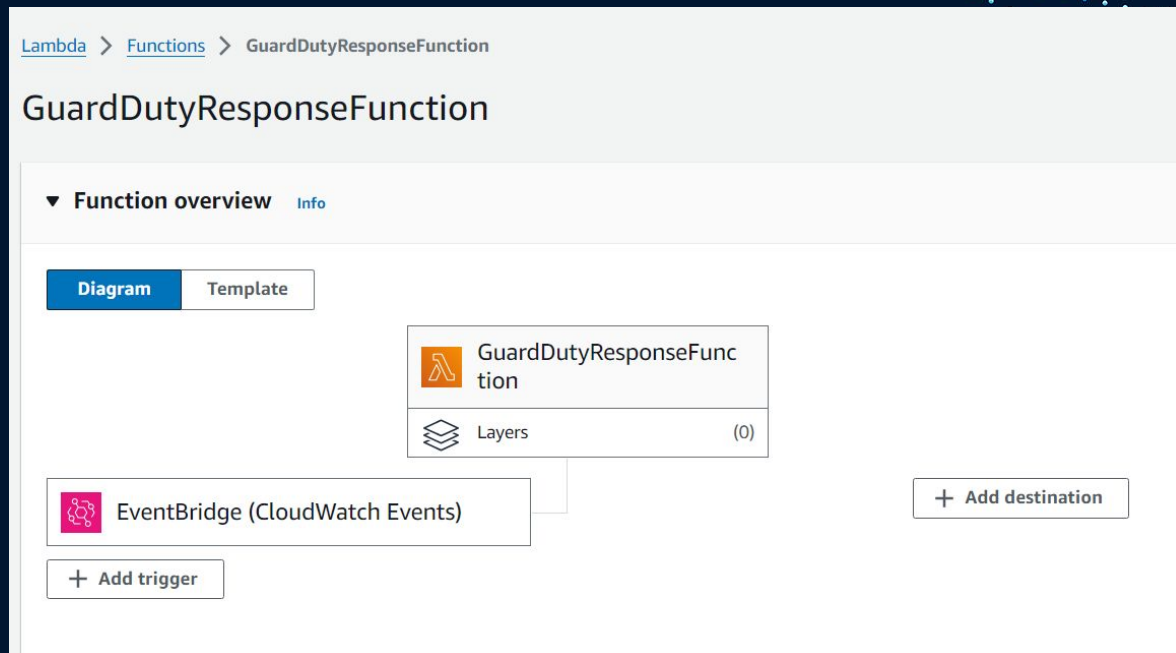 Lambda > Functions > GuardDutyResponseFunction
GuardDutyResponseFunction
Function overview Info
Diagram Template
GuardDutyResponseFunc
tion
Layers (0)
EventBridge (CloudWatch Events)
+ Add destination
+ Add trigger